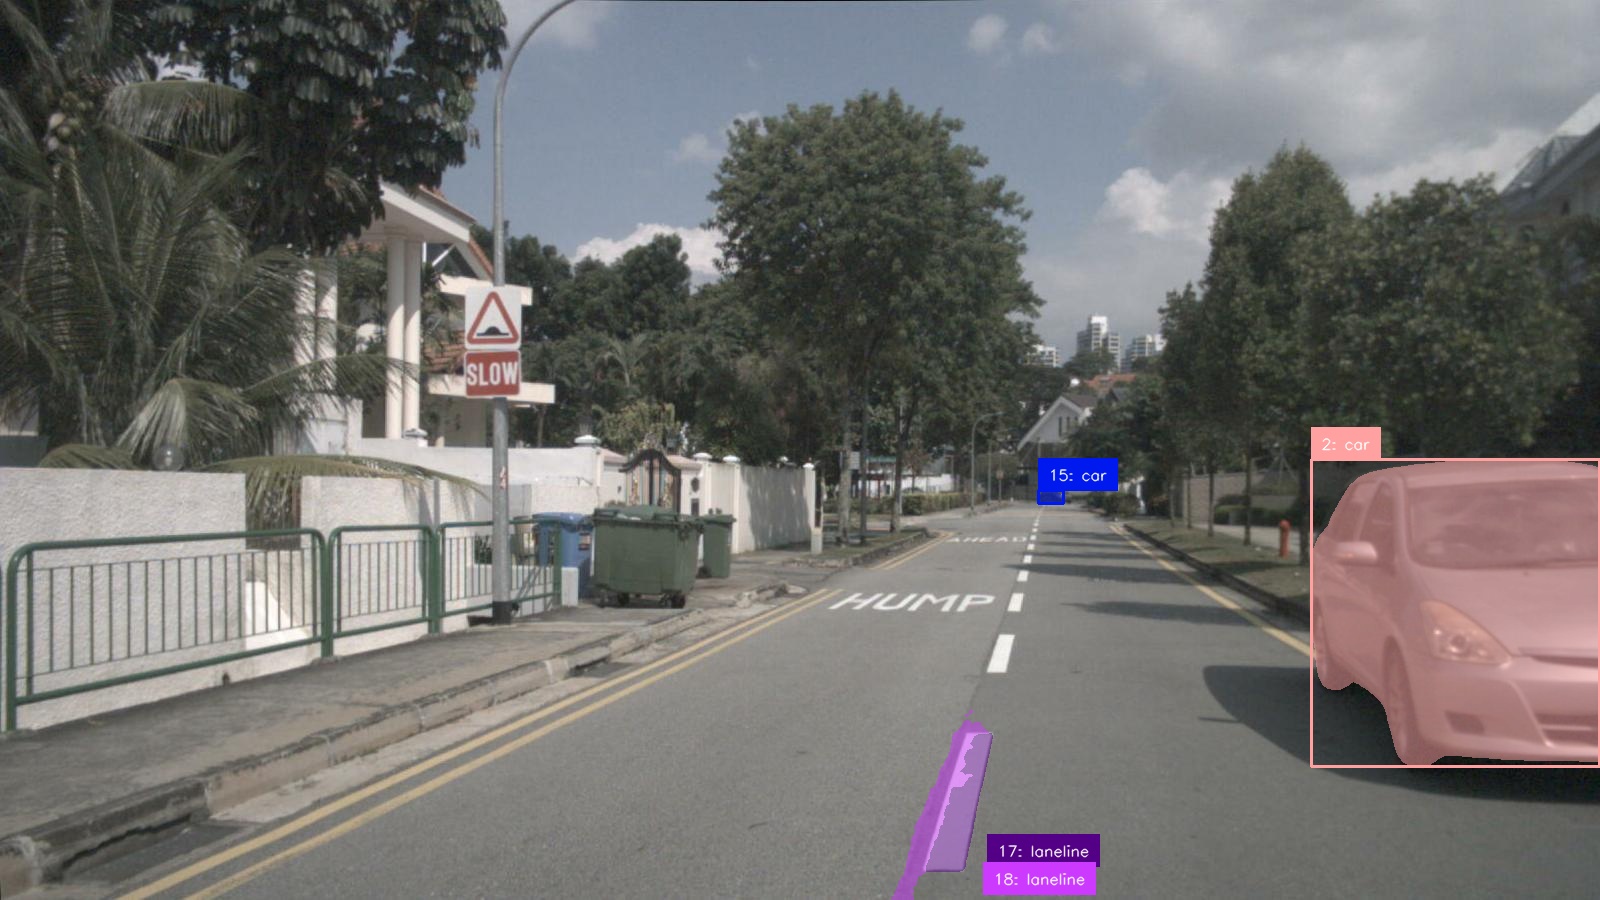 SLOW
15: car
2: car
AHEAD
HUMP
17: laneline
18: laneline